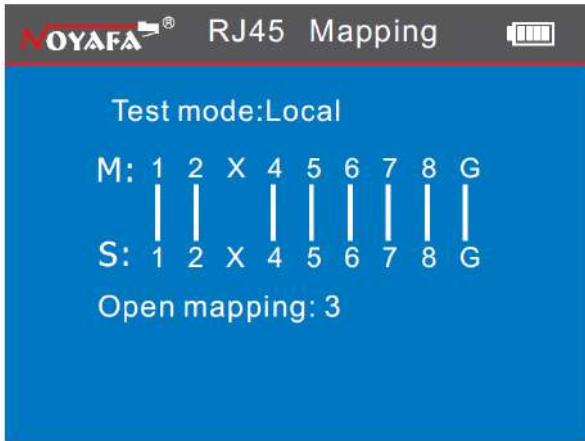 NOYAFA® RJ45 Mapping
Test mode:Local
M: 1 2 X 4 5 6 7 8 G
S: 1 2 X 4 5 6 7 8 G
Open mapping: 3